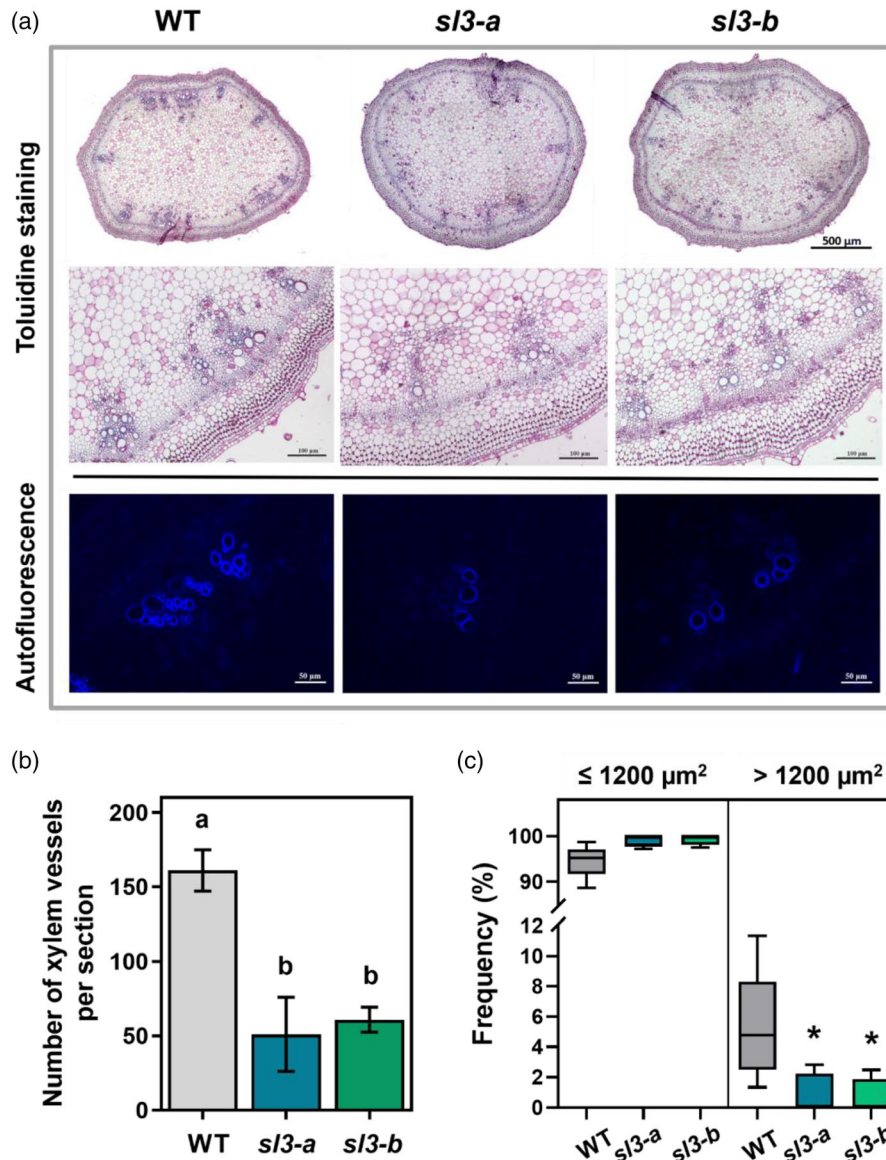 (a)
WT
sl3-a
sl3-b
Toluidine staining
500 µm
100 µm
100 µm
100 µm
Autofluorescence
50 µm
50 µm
50 µm
(b)
Number of xylem vessels
per section
200
150
100
50
0
a
b
b
WT
sl3-a
sl3-b
(c)
≤ 1200 µm²
> 1200 µm²
Frequency (%)
100
90
12
10
8
6
4
2
0
*
*
WT
sl3-a
sl3-b
WT
sl3-a
sl3-b